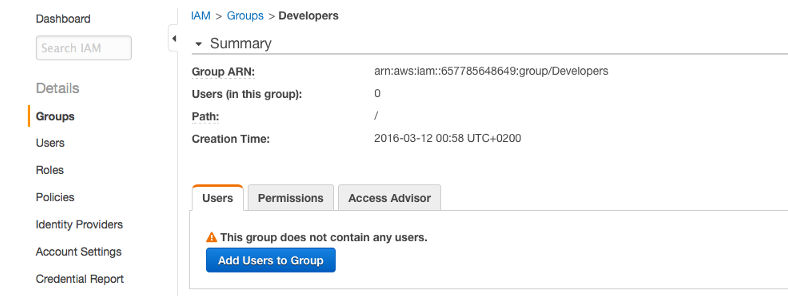 Dashboard
Search IAM
Details
Groups
Users
Roles
Policies
Identity Providers
Account Settings
Credential Report
IAM > Groups > Developers
Summary
Group ARN: arn:aws:iam::657785648649:group/Developers
Users (in this group): 0
Path: /
Creation Time: 2016-03-12 00:58 UTC+0200
Users Permissions Access Advisor
This group does not contain any users.
Add Users to Group